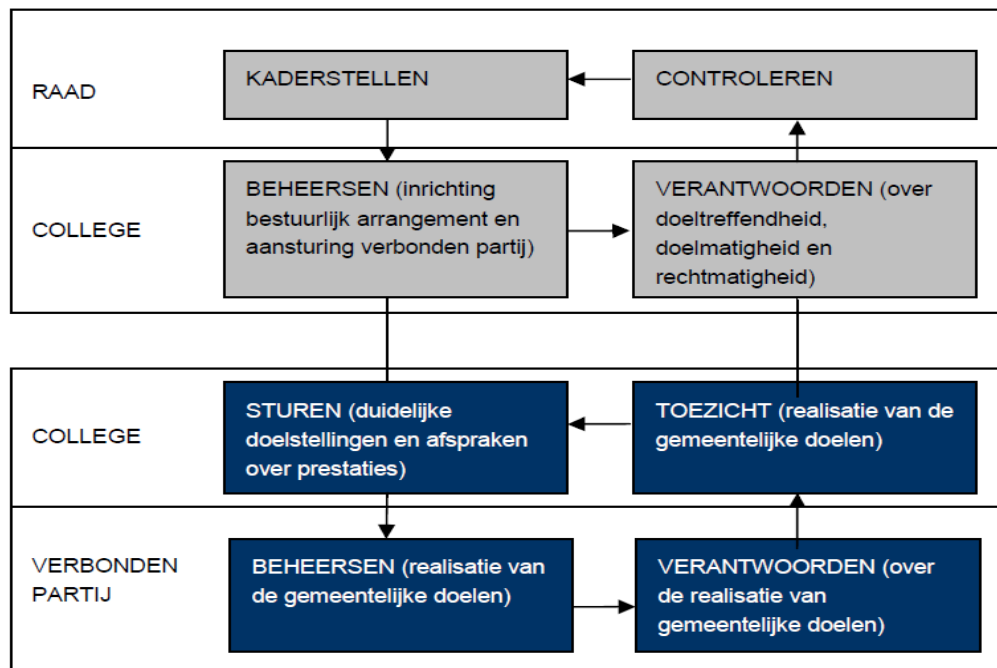 RAAD
KADERSTELLEN
CONTROLEREN
COLLEGE
BEHEERSEN (inrichting
bestuurlijk arrangement en
aansturing verbonden partij)
VERANTWOORDEN (over
doeltreffendheid,
doelmatigheid en
rechtmatigheid)
COLLEGE
STUREN (duidelijke
doelstellingen en afspraken
over prestaties)
TOEZICHT (realisatie van de
gemeentelijke doelen)
VERBONDEN
PARTIJ
BEHEERSEN (realisatie van
de gemeentelijke doelen)
VERANTWOORDEN (over
de realisatie van
gemeentelijke doelen)